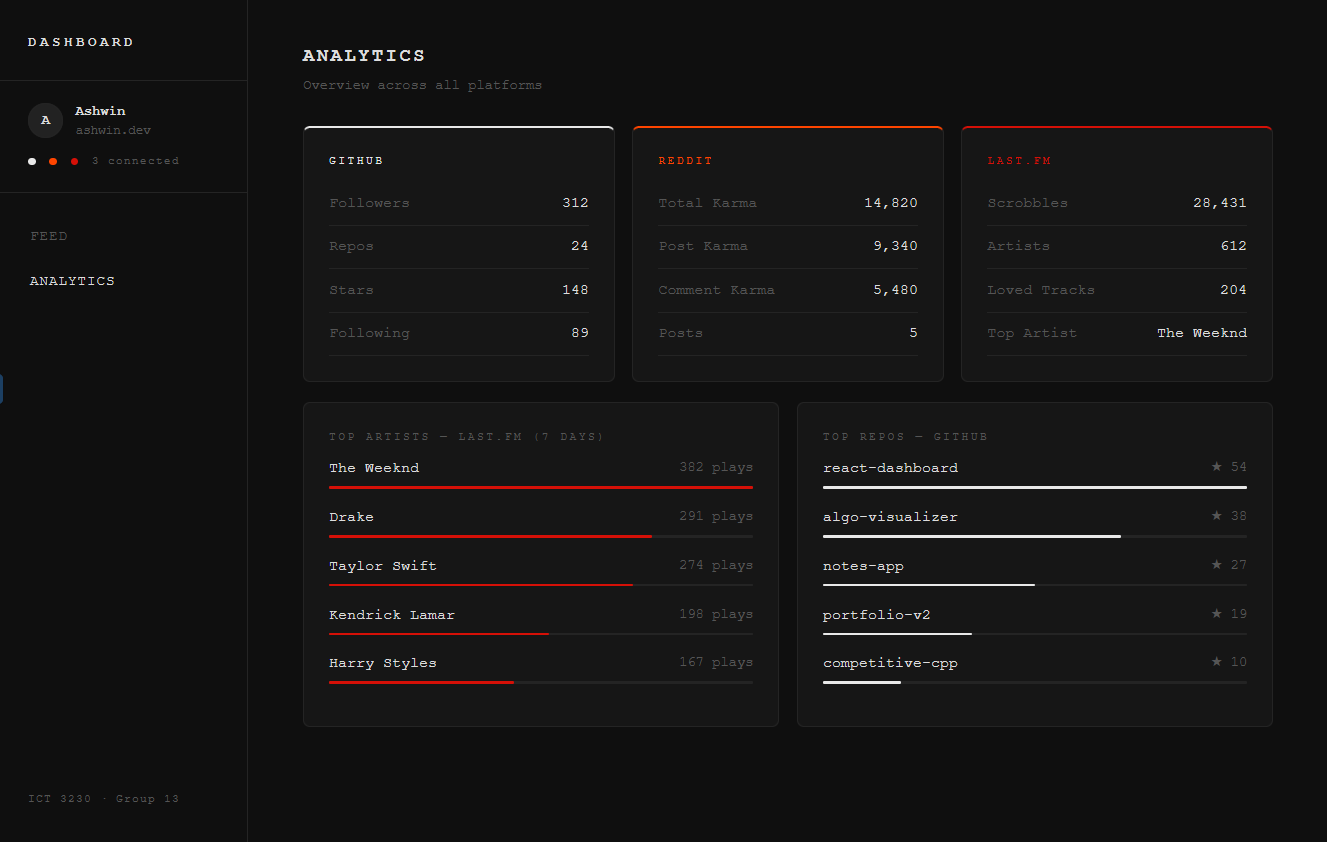 DASHBOARD
A
Ashwin
ashwin.dev
3 connected
FEED
ANALYTICS
ICT 3230 · Group 13
ANALYTICS
Overview across all platforms
GITHUB
Followers 312
Repos 24
Stars 148
Following 89
REDDIT
Total Karma 14,820
Post Karma 9,340
Comment Karma 5,480
Posts 5
LAST.FM
Scrobbles 28,431
Artists 612
Loved Tracks 204
Top Artist The Weeknd
TOP ARTISTS — LAST.FM (7 DAYS)
The Weeknd 382 plays
Drake 291 plays
Taylor Swift 274 plays
Kendrick Lamar 198 plays
Harry Styles 167 plays
TOP REPOS — GITHUB
react-dashboard ★ 54
algo-visualizer ★ 38
notes-app ★ 27
portfolio-v2 ★ 19
competitive-cpp ★ 10